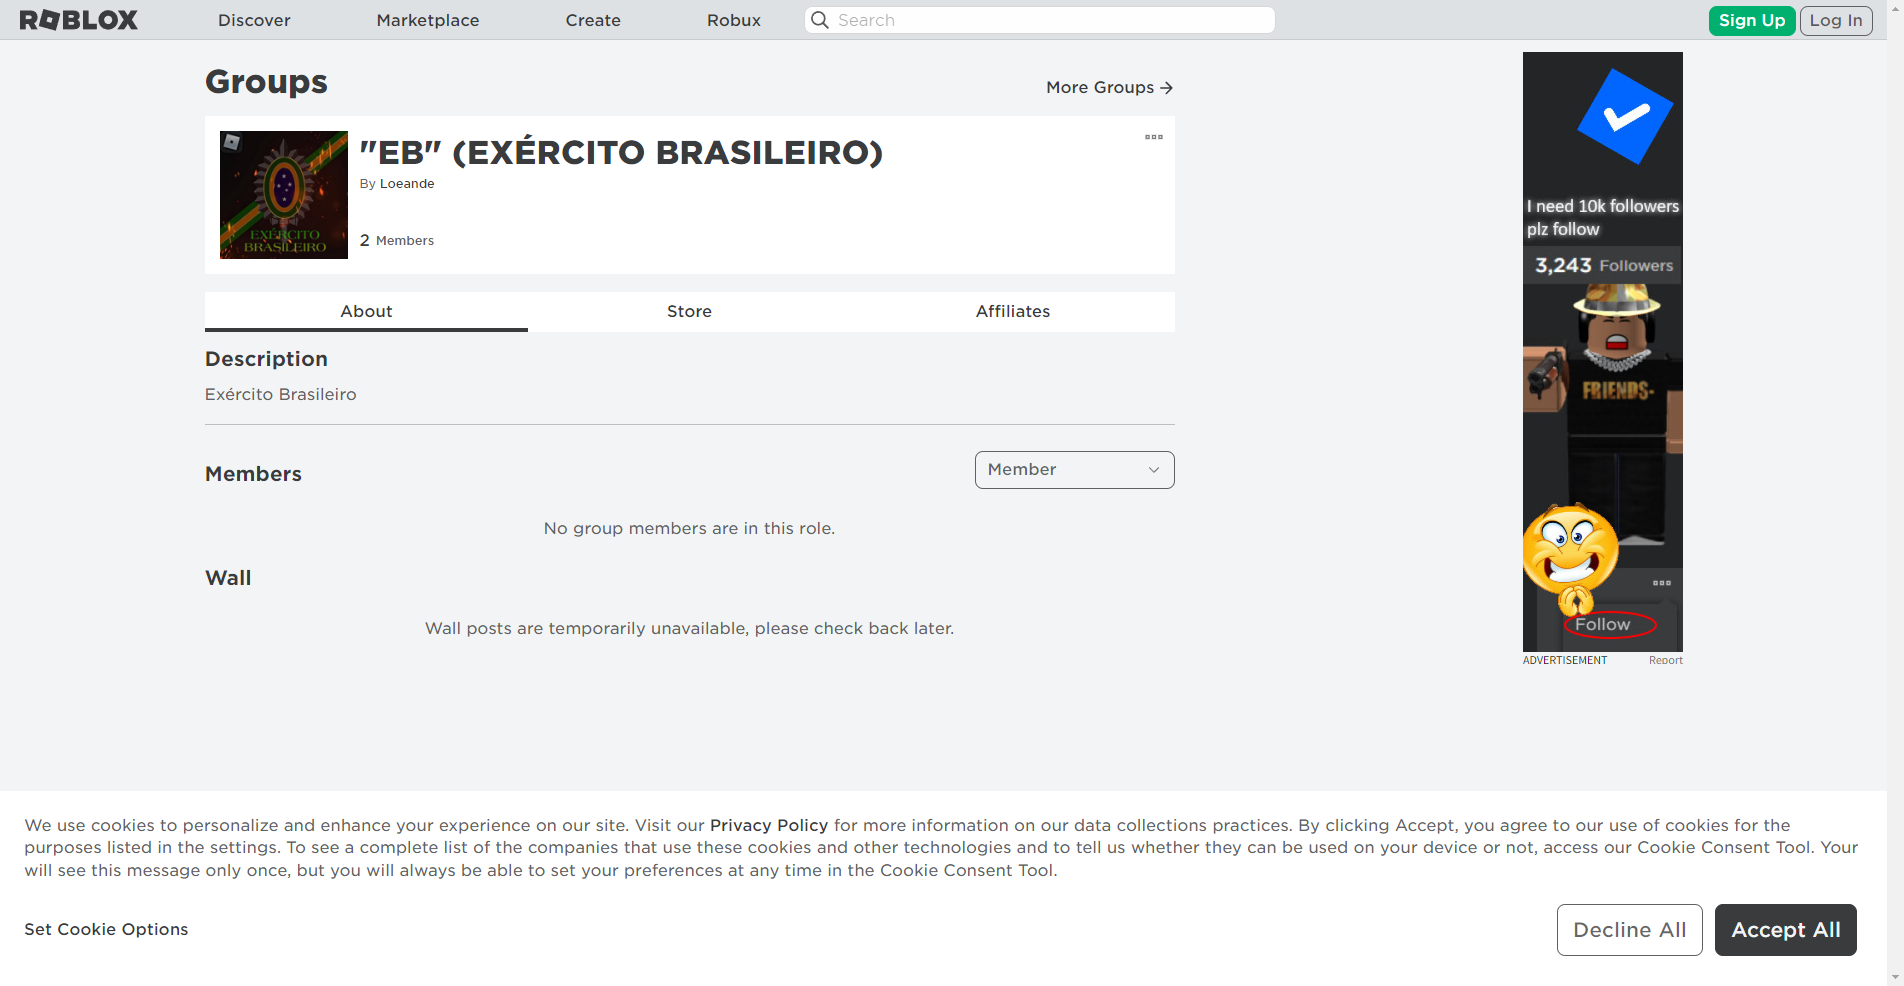 ROBLOX
Discover
Marketplace
Create
Robux
Search
Sign Up
Log In
Groups
More Groups
EXÉRCITO
BRASILEIRO
"EB" (EXÉRCITO BRASILEIRO)
By Loeande
2 Members
About
Store
Affiliates
Description
Exército Brasileiro
Members
Member
No group members are in this role.
Wall
Wall posts are temporarily unavailable, please check back later.
I need 10k followers
plz follow
3,243 Followers
FRIENDS-
Follow
ADVERTISEMENT
Report
We use cookies to personalize and enhance your experience on our site. Visit our Privacy Policy for more information on our data collections practices. By clicking Accept, you agree to our use of cookies for the
purposes listed in the settings. To see a complete list of the companies that use these cookies and other technologies and to tell us whether they can be used on your device or not, access our Cookie Consent Tool. Your
will see this message only once, but you will always be able to set your preferences at any time in the Cookie Consent Tool.
Set Cookie Options
Decline All
Accept All